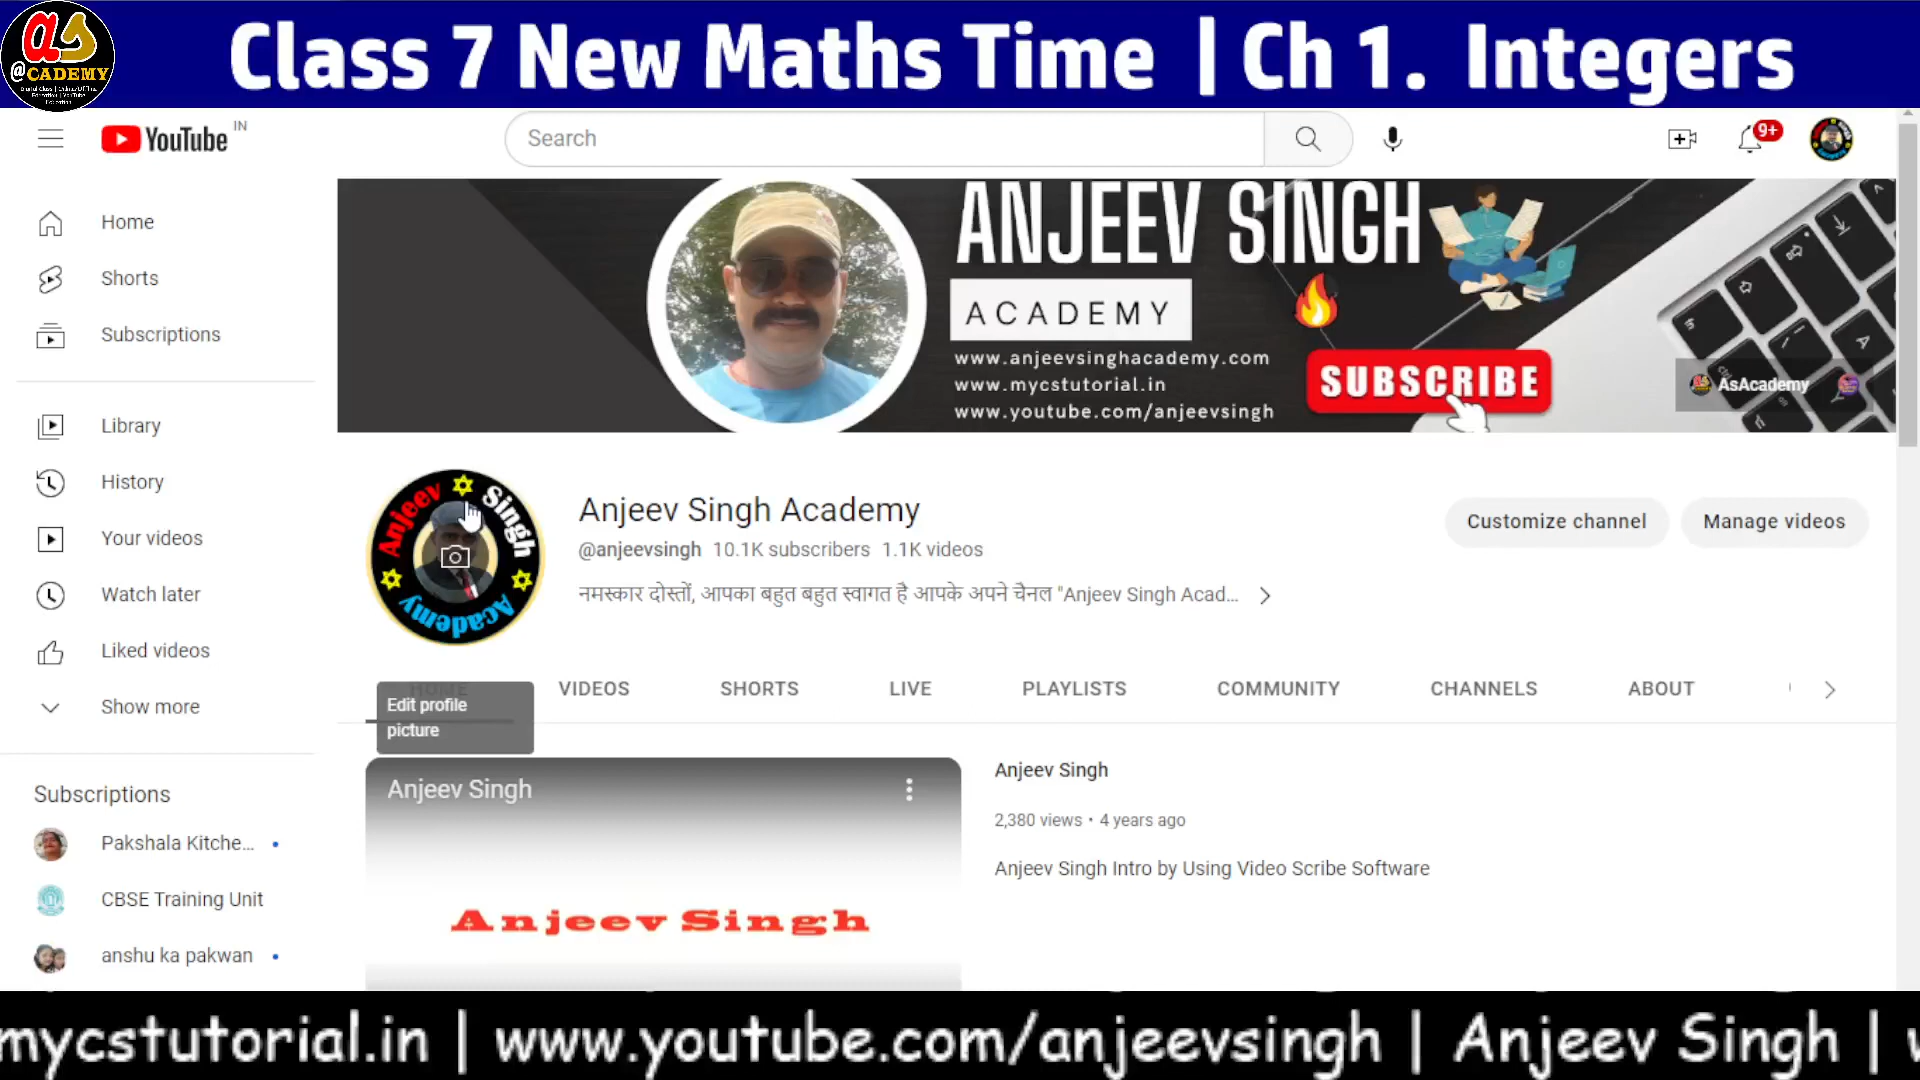 as
@CADEMY
Class 7 New Maths Time | Ch 1. Integers
YouTube IN
Search
9+
Home
Shorts
Subscriptions
Library
History
Your videos
Watch later
Liked videos
Show more
Subscriptions
Pakshala Kitche...
CBSE Training Unit
anshu ka pakwan
ANJEEV SINGH
ACADEMY
www.anjeevsinghacademy.com
www.mycstutorial.in
www.youtube.com/anjeevsingh
SUBSCRIBE
AsAcademy
Anjeev Singh Academy
Anjeev Singh Academy
@anjeevsingh 10.1K subscribers 1.1K videos
नमस्कार दोस्तों, आपका बहुत बहुत स्वागत है आपके अपने चैनल "Anjeev Singh Acad...
Customize channel
Manage videos
HOME VIDEOS SHORTS LIVE PLAYLISTS COMMUNITY CHANNELS ABOUT
Edit profile
picture
Anjeev Singh
Anjeev Singh
Anjeev Singh
2,380 views • 4 years ago
Anjeev Singh Intro by Using Video Scribe Software
mycstutorial.in | www.youtube.com/anjeevsingh | Anjeev Singh |